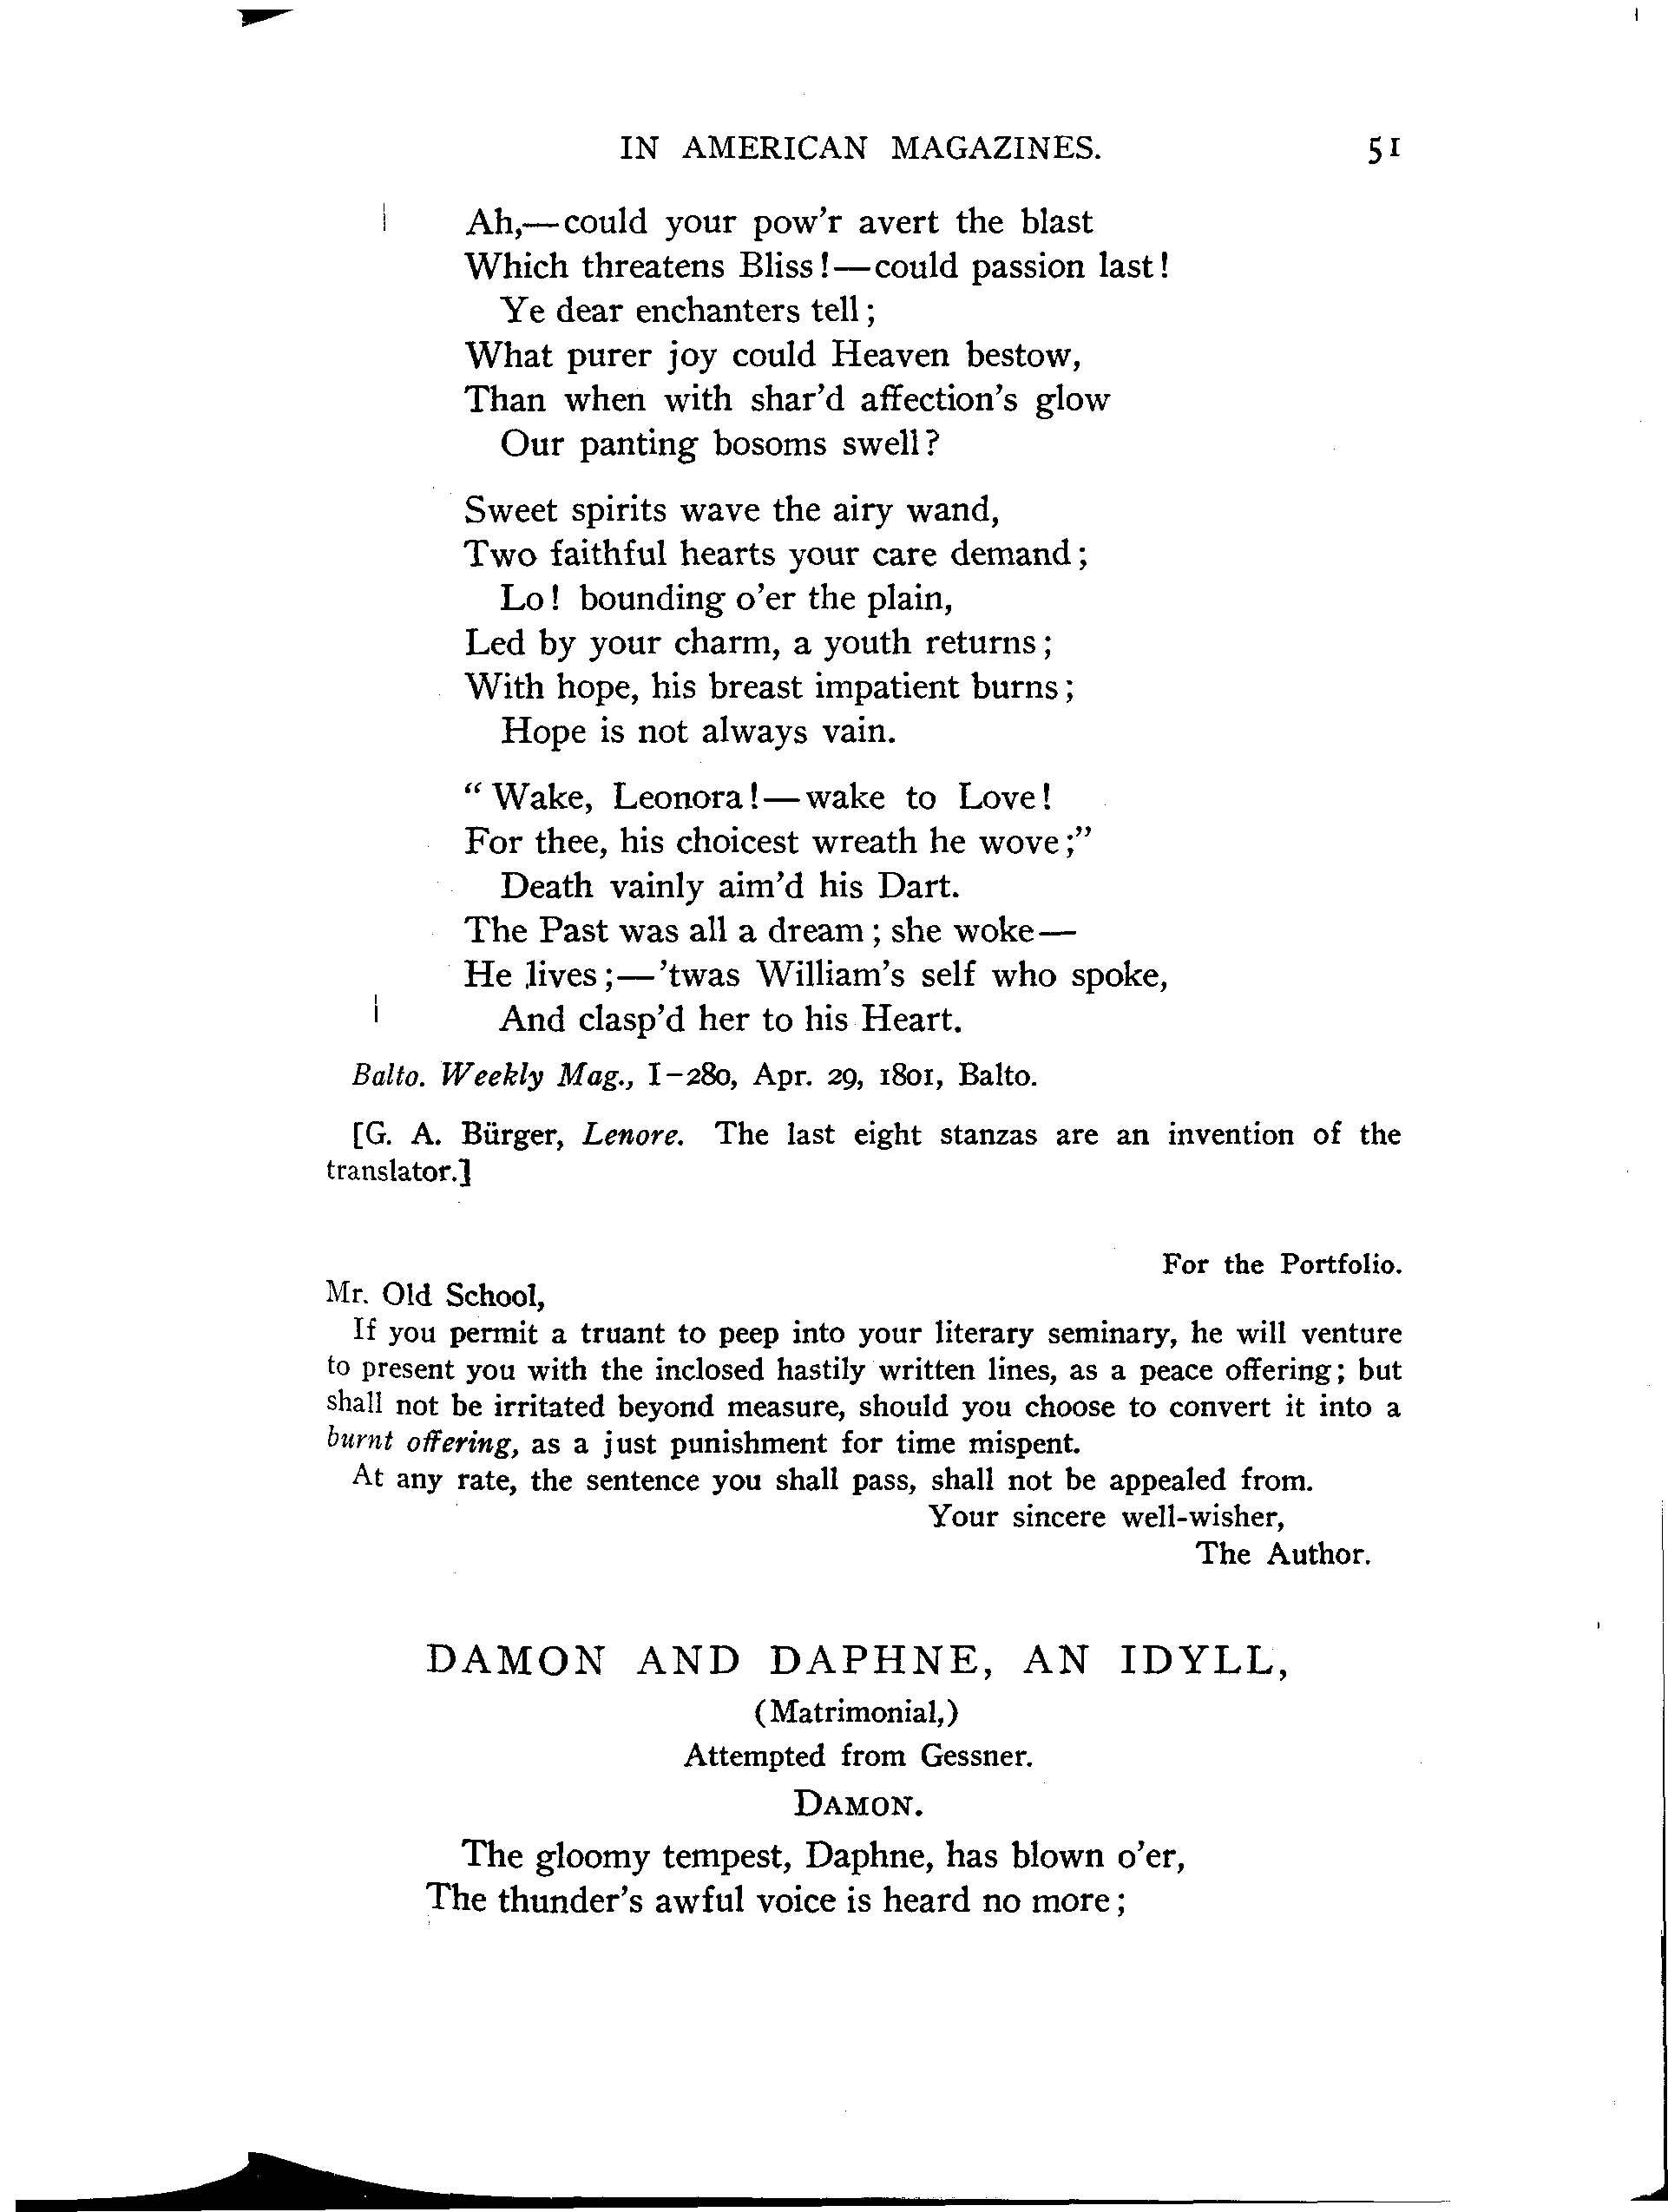 IN AMERICAN MAGAZINES. 51
Ah,—could your pow'r avert the blast
Which threatens Bliss!—could passion last!
Ye dear enchanters tell;
What purer joy could Heaven bestow,
Than when with shar'd affection's glow
Our panting bosoms swell?
Sweet spirits wave the airy wand,
Two faithful hearts your care demand;
Lo! bounding o'er the plain,
Led by your charm, a youth returns;
With hope, his breast impatient burns;
Hope is not always vain.
“Wake, Leonora!—wake to Love!
For thee, his choicest wreath he wove;”
Death vainly aim'd his Dart.
The Past was all a dream; she woke—
He lives;—'twas William's self who spoke,
And clasp'd her to his Heart.
Balto. Weekly Mag., I–280, Apr. 29, 1801, Balto.
[G. A. Bürger, Lenore. The last eight stanzas are an invention of the
translator.]
For the Portfolio.
Mr. Old School,
If you permit a truant to peep into your literary seminary, he will venture
to present you with the inclosed hastily written lines, as a peace offering; but
shall not be irritated beyond measure, should you choose to convert it into a
burnt offering, as a just punishment for time mispent.
At any rate, the sentence you shall pass, shall not be appealed from.
Your sincere well-wisher,
The Author.
DAMON AND DAPHNE, AN IDYLL,
(Matrimonial,)
Attempted from Gessner.
DAMON.
The gloomy tempest, Daphne, has blown o'er,
The thunder's awful voice is heard no more;